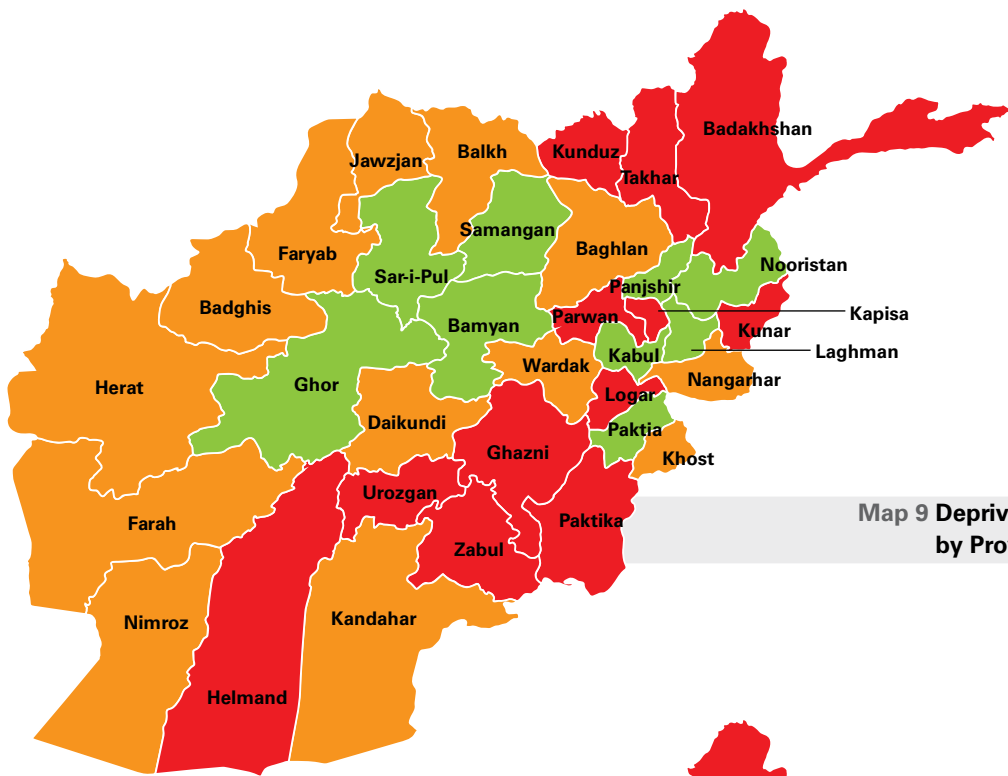 Badakhshan
Jawzjan
Balkh
Kunduz
Takhar
Samangan
Faryab
Baghlan
Nooristan
Sar-i-Pul
Panjshir
Badghis
Kapisa
Parwan
Bamyan
Kunar
Laghman
Kabul
Wardak
Nangarhar
Herat
Ghor
Logar
Daikundi
Paktia
Ghazni
Khost
Urozgan
Farah
Paktika
Map 9 Depriv
by Pro
Zabul
Nimroz
Kandahar
Helmand